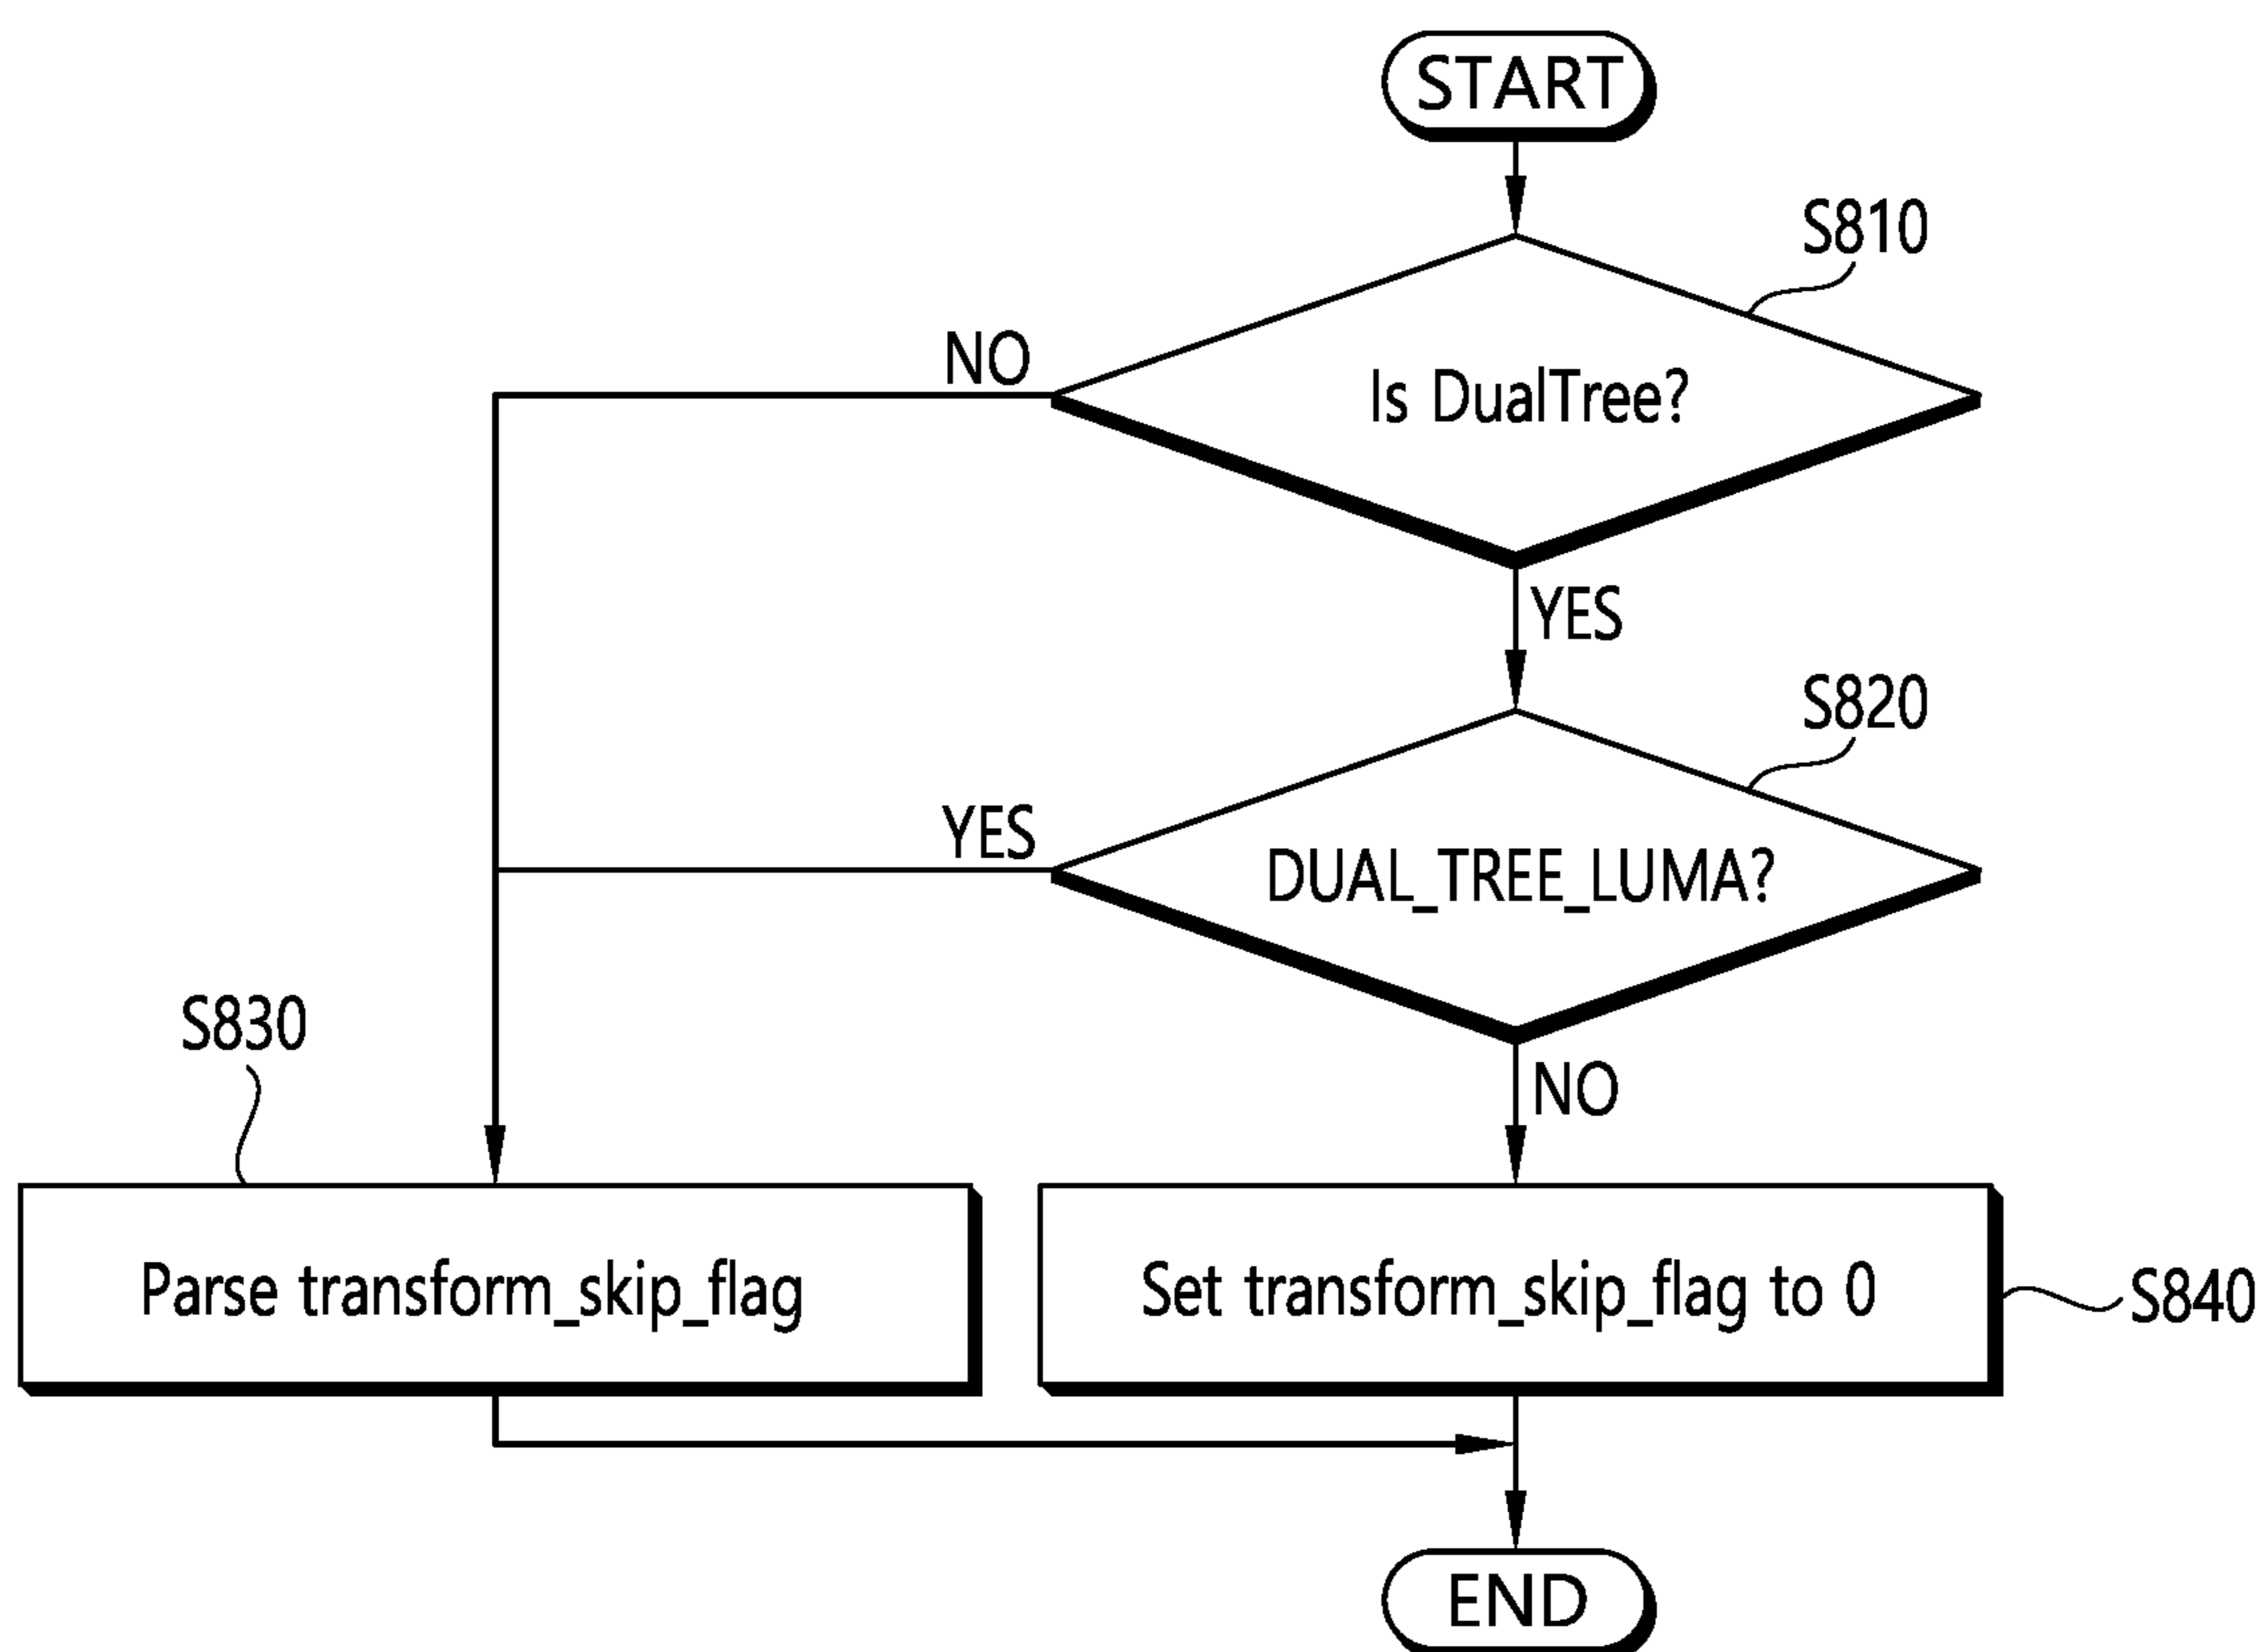 START
S810
NO
Is DualTree?
YES
S820
YES
DUAL_TREE_LUMA?
S830
NO
Parse transform_skip_flag
Set transform_skip_flag to 0
S840
END